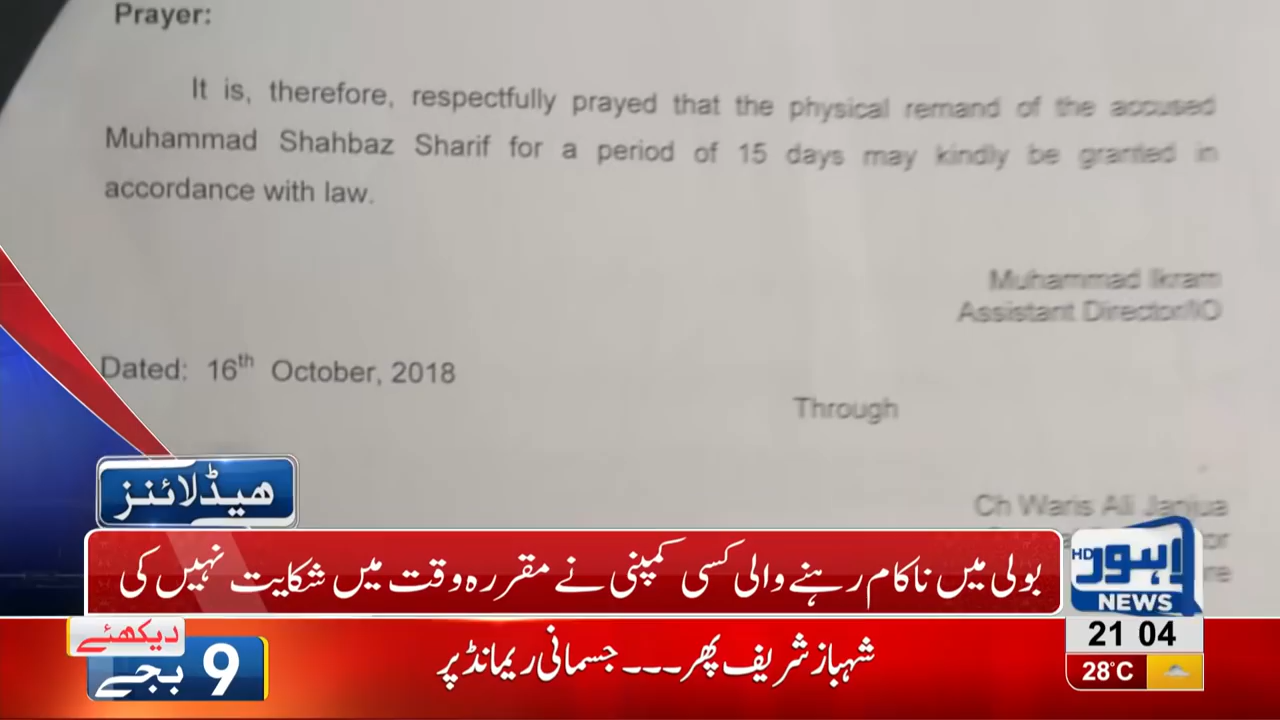 Prayer:
It is, therefore, respectfully prayed that the physical remand of the accused
Muhammad Shahbaz Sharif for a period of 15 days may kindly be granted in
accordance with law.
Muhammad Ikram
Assistant Director/IO
Dated: 16th October, 2018
Through
Ch Waris Ali Janjua
ھیڈلائنز
بولی میں ناکام رہنے والی کسی کمپنی نے مقررہ وقت میں شکایت نہیں کی
HD لاہور
NEWS
دیکھئے
9 بجے
شہباز شریف پھر --- جسمانی ریمانڈ پر
21 04
28°C